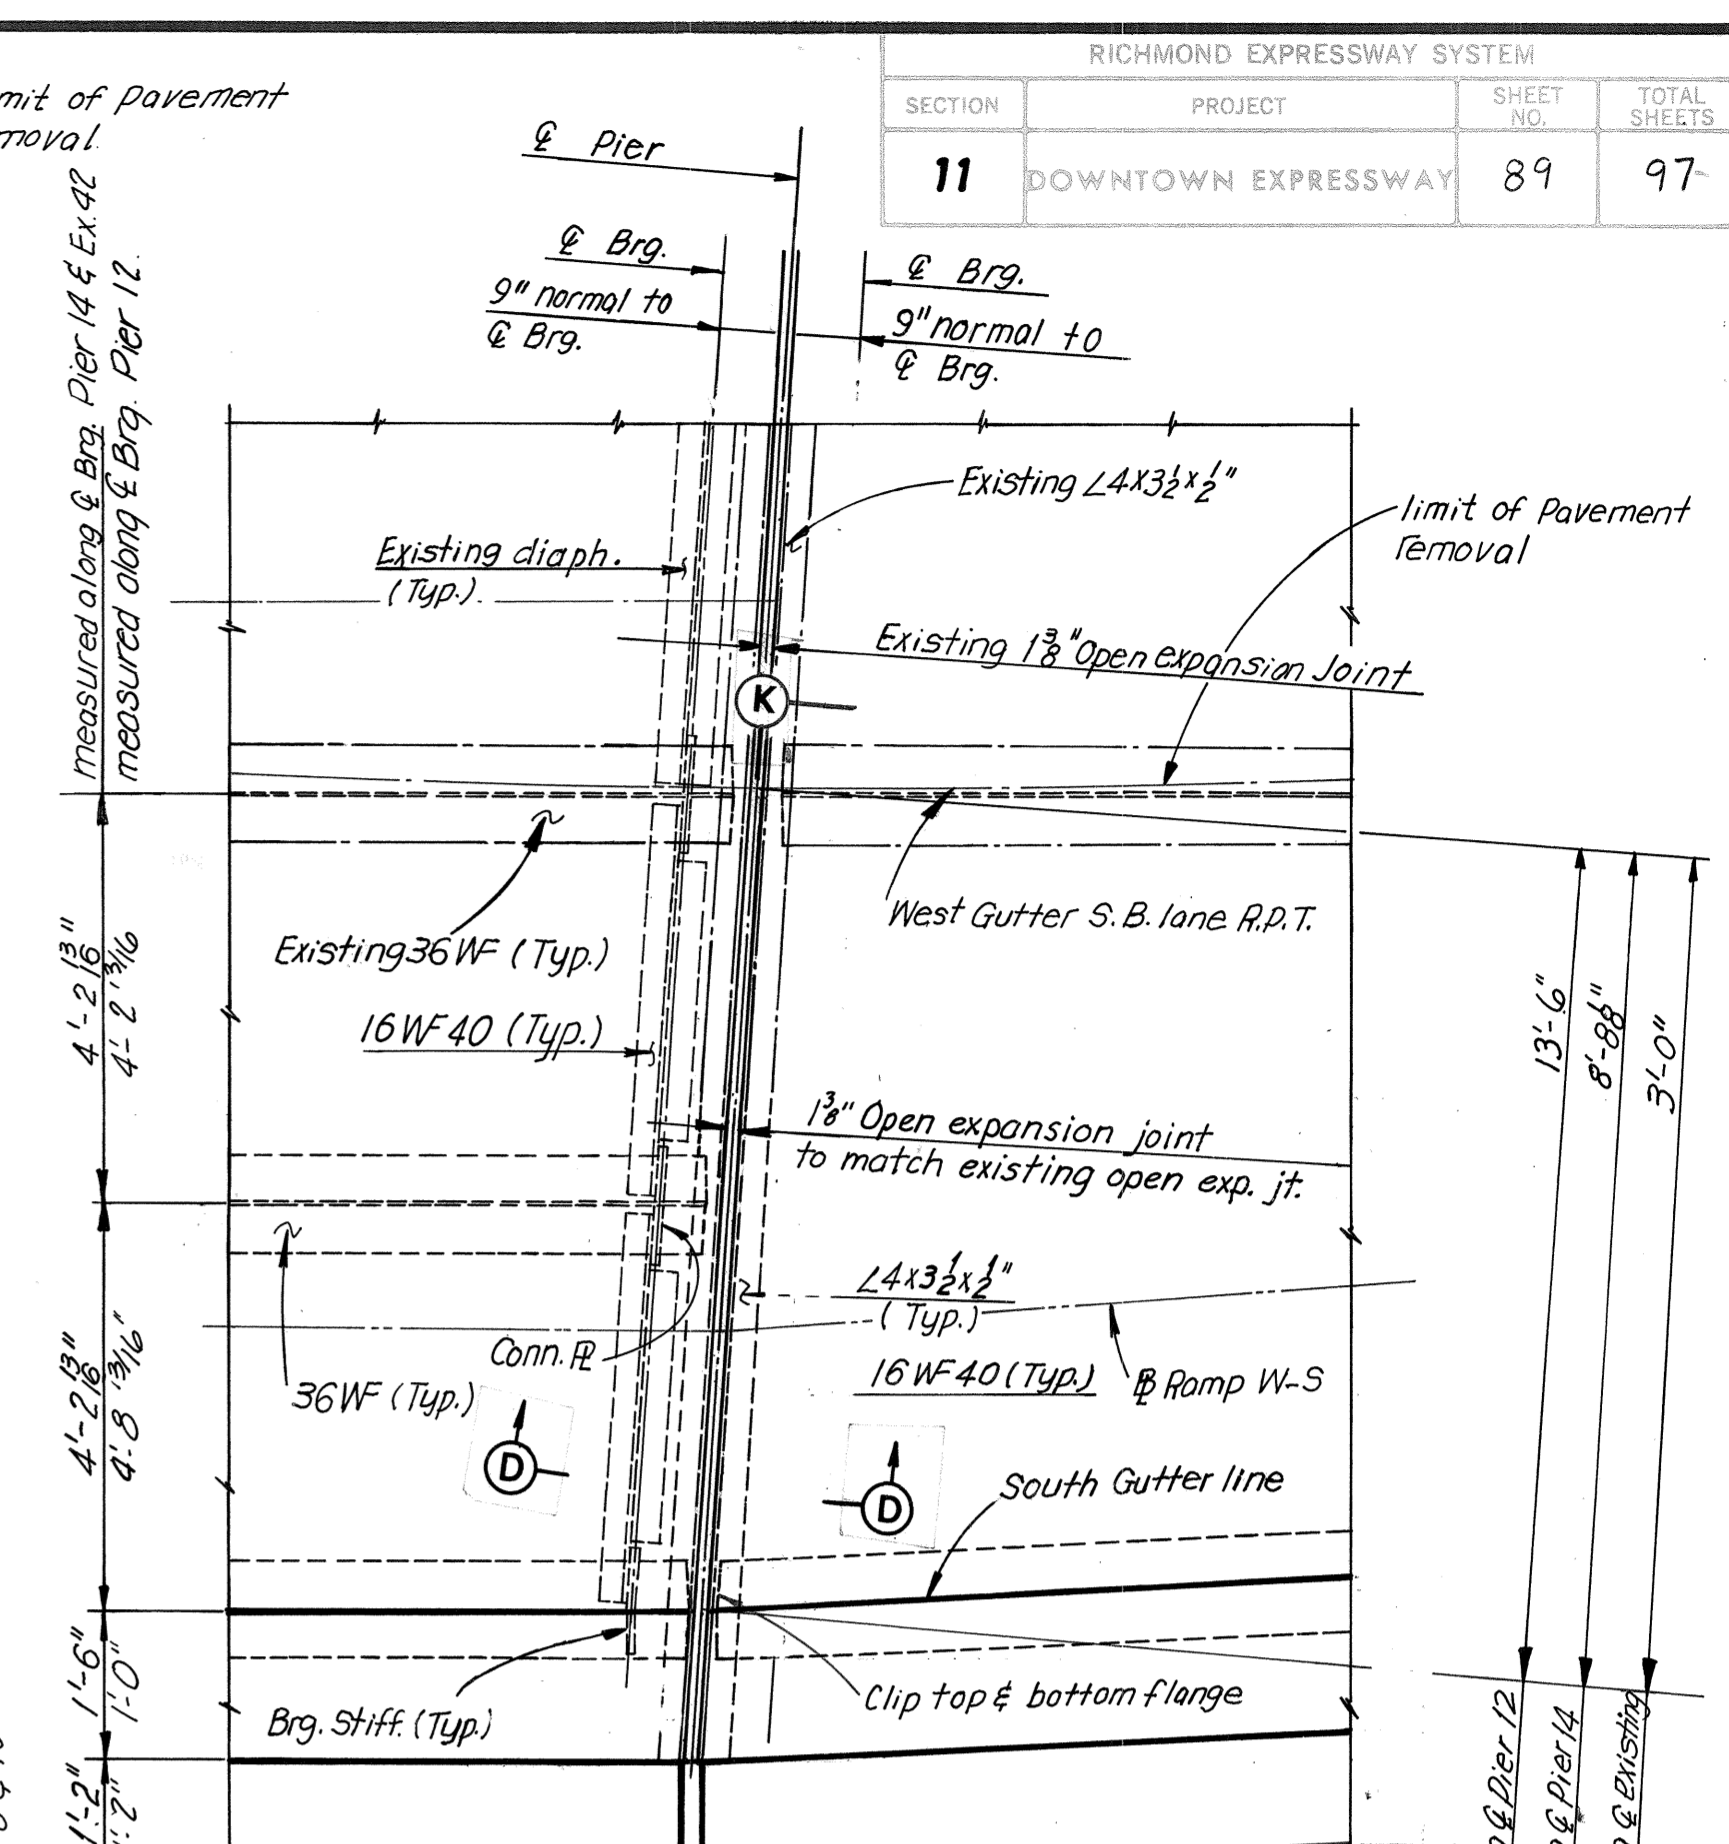 RICHMOND EXPRESSWAY SYSTEM
SECTION
PROJECT
SHEET NO.
TOTAL SHEETS
11
DOWNTOWN EXPRESSWAY
89
97
mit of Pavement
moval.
℄ Pier
℄ Brg.
9" normal to
℄ Brg.
℄ Brg.
9" normal to
℄ Brg.
measured along ℄ Brg. Pier 14 & Ex. 42
measured along ℄ Brg. Pier 12.
Existing ∠4x3½x½"
limit of Pavement
removal
Existing diaph.
(Typ.)
Existing 1⅜" Open expansion Joint
K
West Gutter S.B. lane R.P.T.
Existing 36 WF (Typ.)
16 WF 40 (Typ.)
4'-2 13/16"
4'-2 3/16
13'-6"
8'-8⅛"
3'-0"
1⅜" Open expansion joint
to match existing open exp. jt.
∠4x3½x½"
(Typ.)
16 WF 40 (Typ.)
Conn. ℙL
36 WF (Typ.)
℔ Ramp W-S
D
D
South Gutter line
4'-2 13/16"
4'-8 13/16"
1'-6"
1'-0"
Brg. Stiff. (Typ.)
Clip top & bottom flange
1'-2"
'-2"
℄ Pier 12
℄ Pier 14
℄ Existing